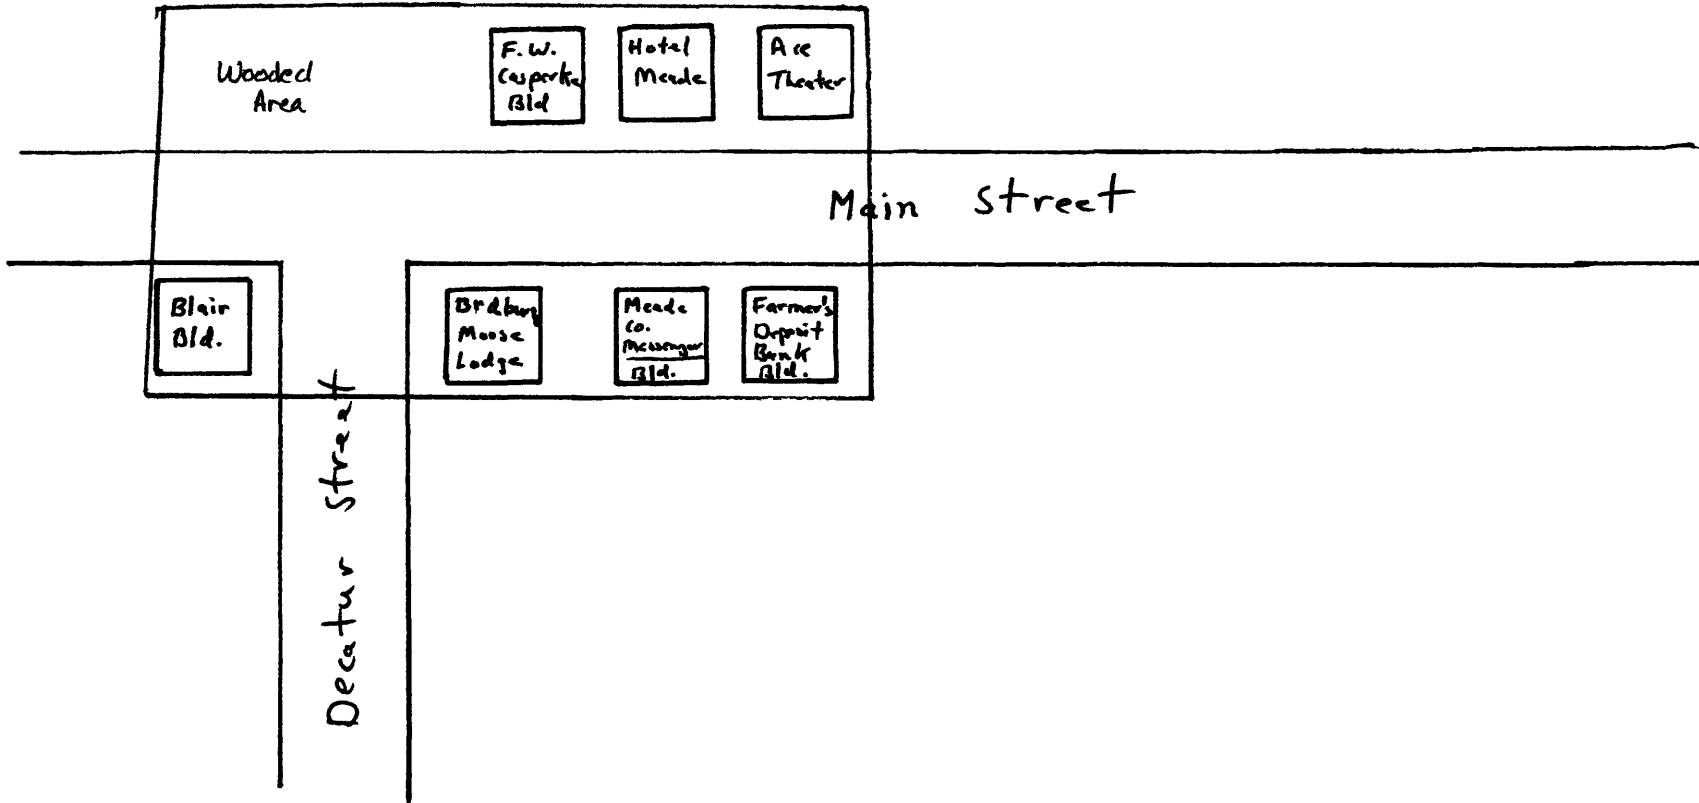 Wooded
Area
F.W.
Casperke
Bld
Hotel
Meade
Ace
Theater
Main Street
Blair
Bld.
Brdburg
Moose
Lodge
Meade
Co.
Messenger
Bld.
Farmer's
Deposit
Bank
Bld.
Decatur Street